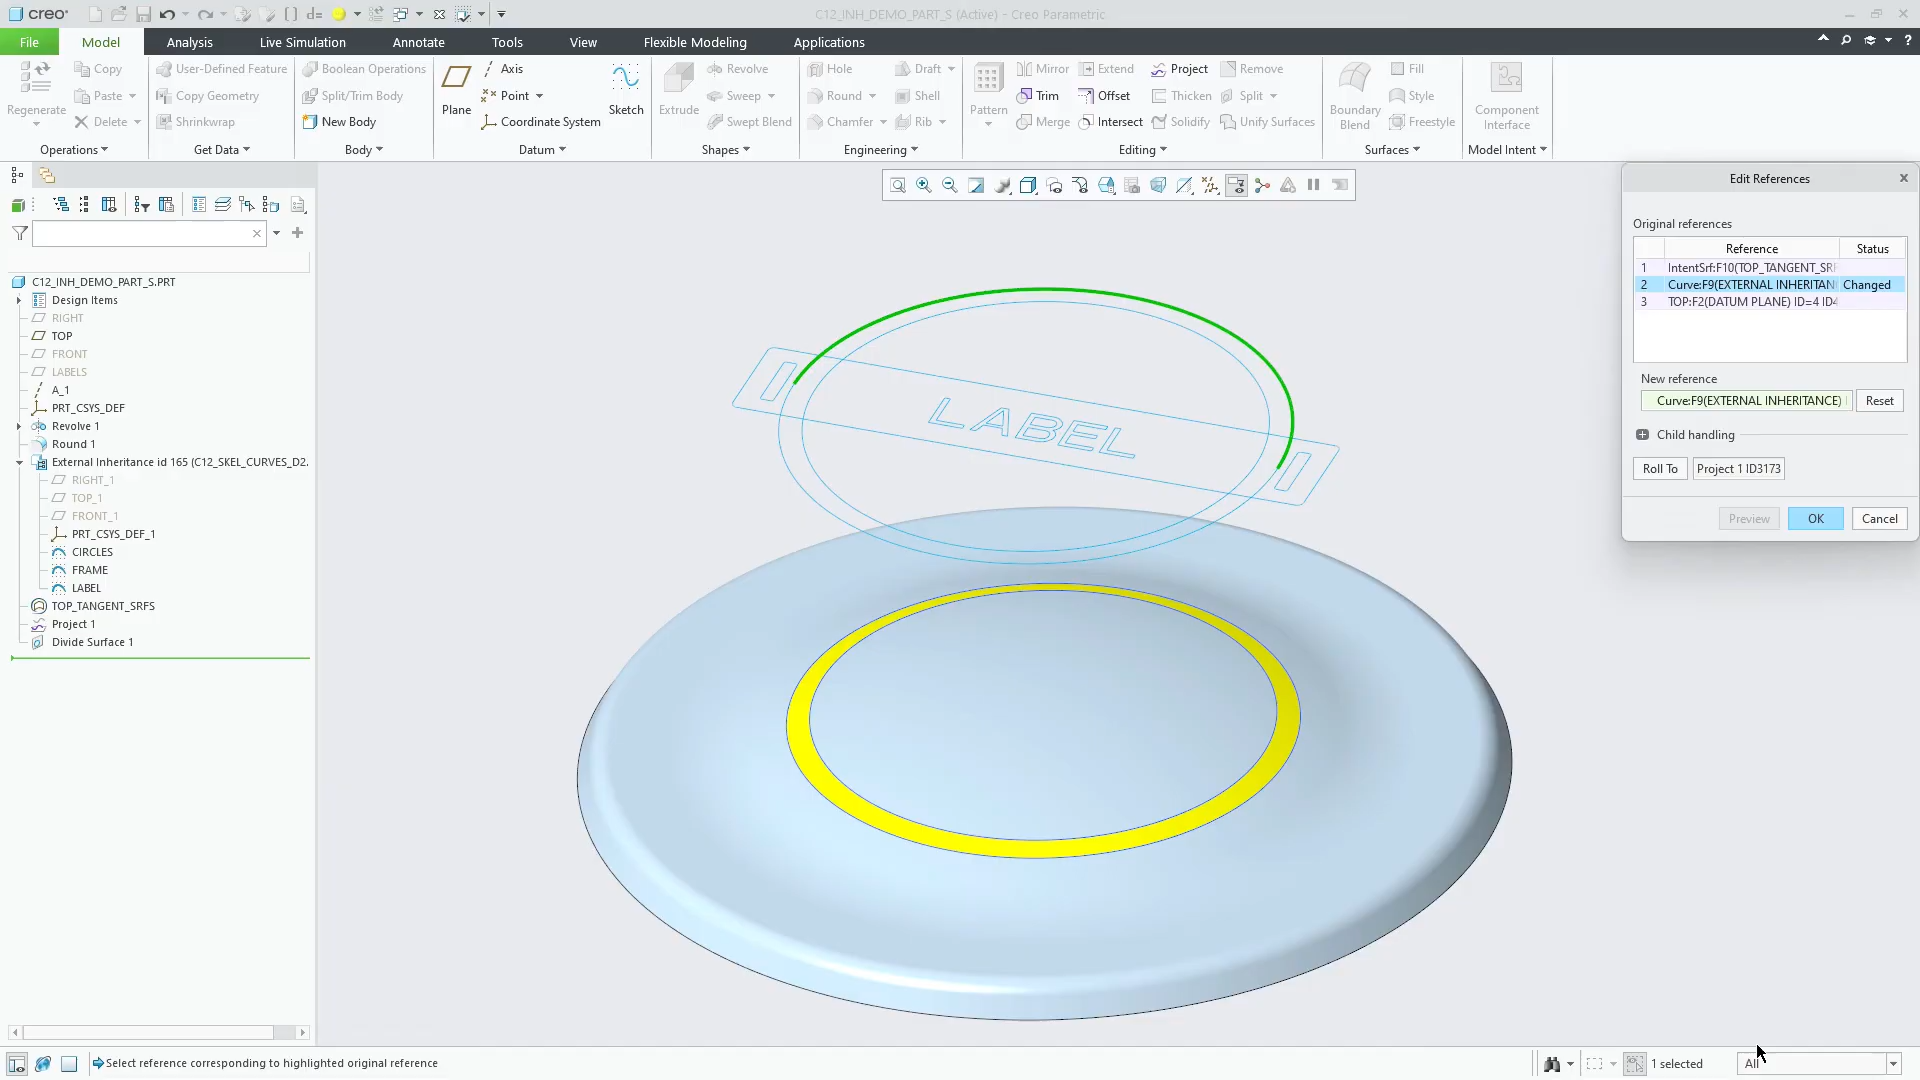 creo
C12_INH_DEMO_PART_S (Active) - Creo Parametric
File
Model
Analysis
Live Simulation
Annotate
Tools
View
Flexible Modeling
Applications
Regenerate
Copy
Paste
Delete
Operations
User-Defined Feature
Copy Geometry
Shrinkwrap
Get Data
Boolean Operations
Split/Trim Body
New Body
Body
Plane
Axis
Point
Coordinate System
Sketch
Datum
Extrude
Revolve
Sweep
Swept Blend
Shapes
Hole
Round
Chamfer
Draft
Shell
Rib
Engineering
Pattern
Mirror
Trim
Merge
Extend
Offset
Intersect
Project
Thicken
Solidify
Remove
Split
Unify Surfaces
Editing
Boundary
Blend
Fill
Style
Freestyle
Surfaces
Component
Interface
Model Intent
C12_INH_DEMO_PART_S.PRT
Design Items
RIGHT
TOP
FRONT
LABELS
A_1
PRT_CSYS_DEF
Revolve 1
Round 1
External Inheritance id 165 (C12_SKEL_CURVES_D2.
RIGHT_1
TOP_1
FRONT_1
PRT_CSYS_DEF_1
CIRCLES
FRAME
LABEL
TOP_TANGENT_SRFS
Project 1
Divide Surface 1
LABEL
Edit References
Original references
Reference Status
1 IntentSrf:F10(TOP_TANGENT_SRF
2 Curve:F9(EXTERNAL INHERITAN Changed
3 TOP:F2(DATUM PLANE) ID=4 ID4
New reference
Curve:F9(EXTERNAL INHERITANCE)
Reset
Child handling
Roll To
Project 1 ID3173
Preview
OK
Cancel
Select reference corresponding to highlighted original reference
1 selected
All